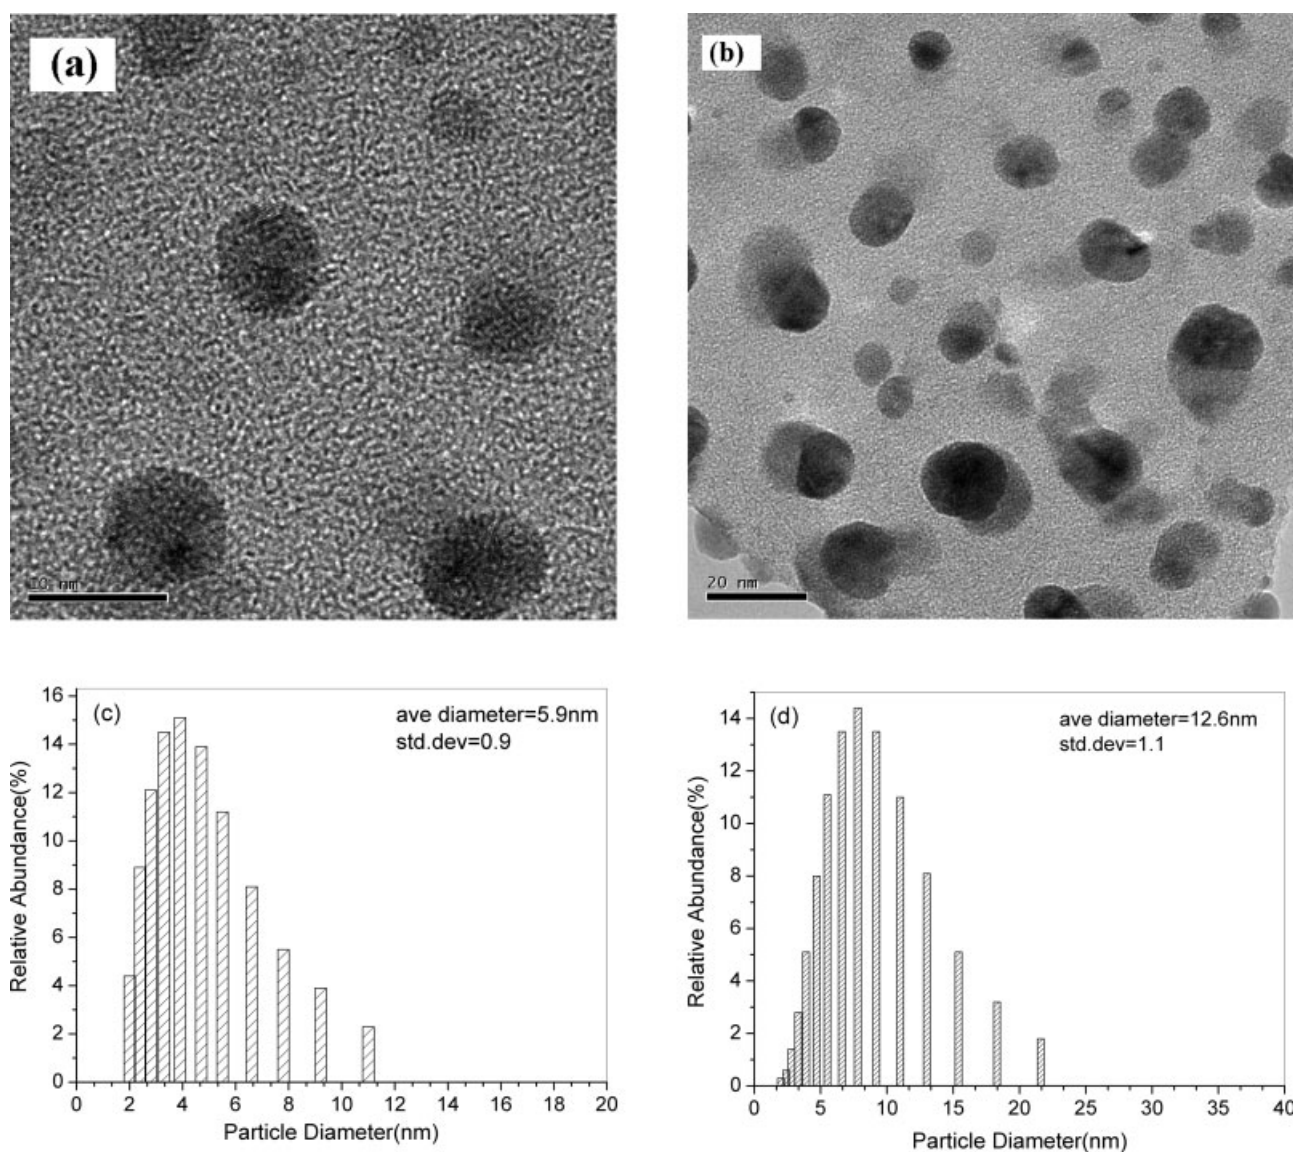 (a)
10 nm
(b)
20 nm
(c)
ave diameter=5.9nm
std.dev=0.9
16
14
12
10
8
6
4
2
0
Relative Abundance(%)
0 2 4 6 8 10 12 14 16 18 20
Particle Diameter(nm)
(d)
ave diameter=12.6nm
std.dev=1.1
14
12
10
8
6
4
2
0
Relative Abundance(%)
0 5 10 15 20 25 30 35 40
Particle Diameter(nm)